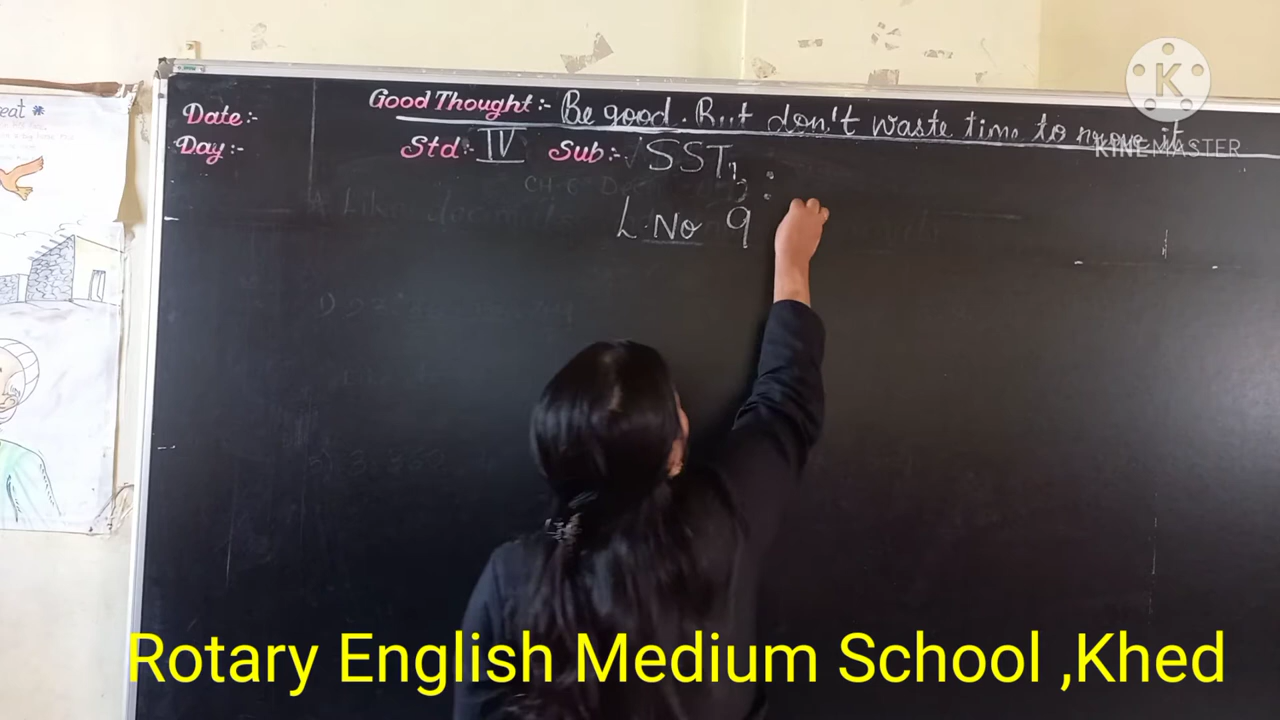 eat *
Date:-
Good Thought:- Be good. But don't waste time to prove it
Day:-
Std:- IV Sub:- SST
L.No 9
K
KINEMASTER
Rotary English Medium School ,Khed